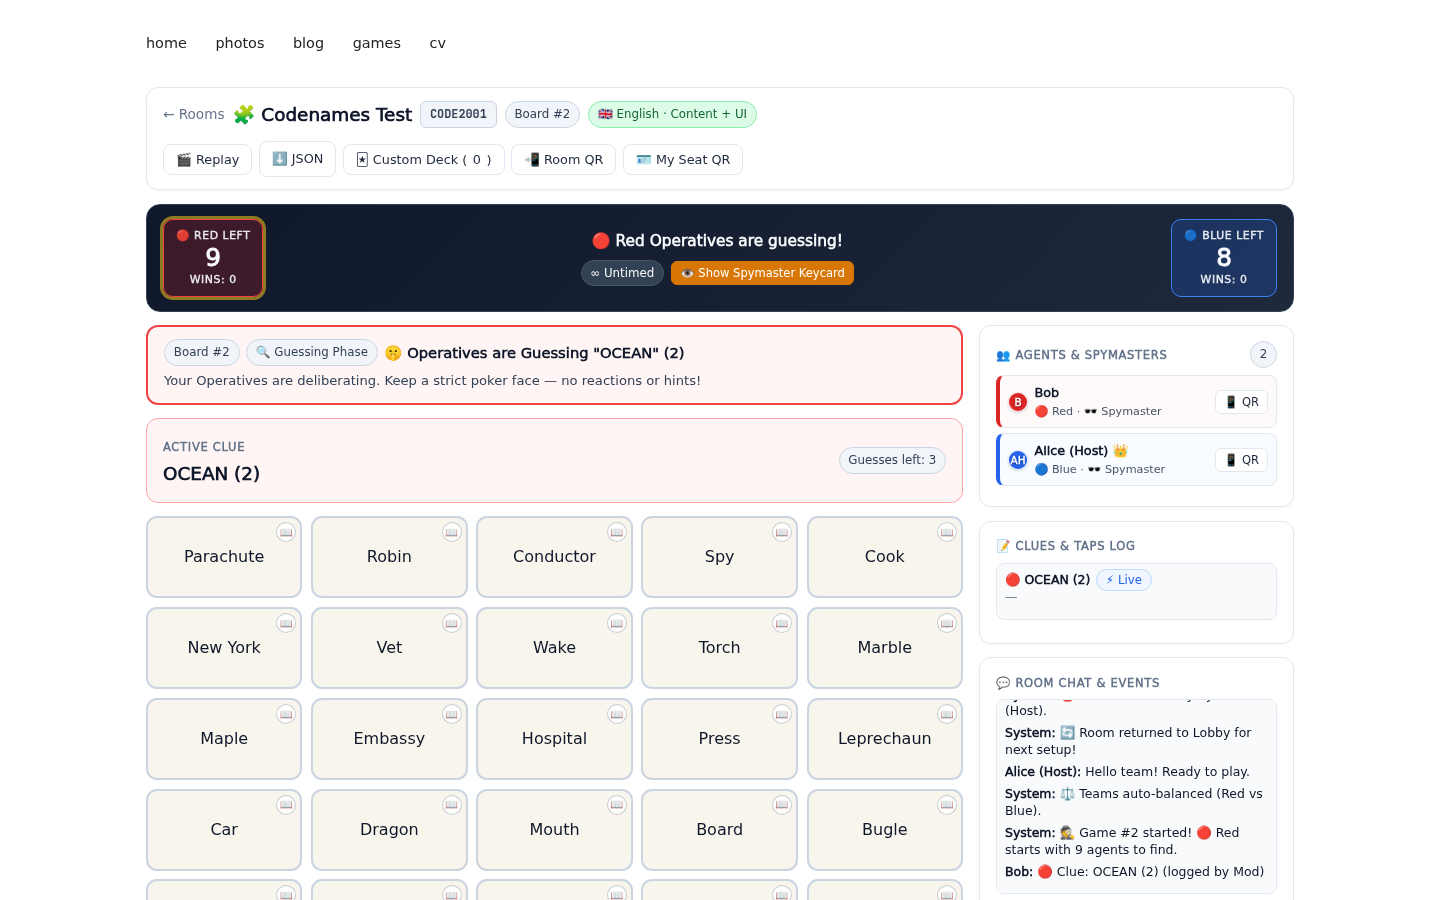 home photos blog games cv
← Rooms 🧩 Codenames Test CODE2001 Board #2 🇬🇧 English · Content + UI
🎬 Replay ⬇️ JSON 🃏 Custom Deck ( 0 ) 📲 Room QR 🪪 My Seat QR
🔴 RED LEFT
9
WINS: 0
🔴 Red Operatives are guessing!
∞ Untimed 👁️ Show Spymaster Keycard
🔵 BLUE LEFT
8
WINS: 0
Board #2 🔍 Guessing Phase 🤫 Operatives are Guessing "OCEAN" (2)
Your Operatives are deliberating. Keep a strict poker face — no reactions or hints!
ACTIVE CLUE
OCEAN (2)
Guesses left: 3
Parachute Robin Conductor Spy Cook
New York Vet Wake Torch Marble
Maple Embassy Hospital Press Leprechaun
Car Dragon Mouth Board Bugle
👥 AGENTS & SPYMASTERS 2
B Bob
🔴 Red · 🕶️ Spymaster
📱 QR
AH Alice (Host) 👑
🔵 Blue · 🕶️ Spymaster
📱 QR
📝 CLUES & TAPS LOG
🔴 OCEAN (2) ⚡ Live
—
💬 ROOM CHAT & EVENTS
(Host).
System: 🔄 Room returned to Lobby for
next setup!
Alice (Host): Hello team! Ready to play.
System: ⚖️ Teams auto-balanced (Red vs
Blue).
System: 🕵️ Game #2 started! 🔴 Red
starts with 9 agents to find.
Bob: 🔴 Clue: OCEAN (2) (logged by Mod)